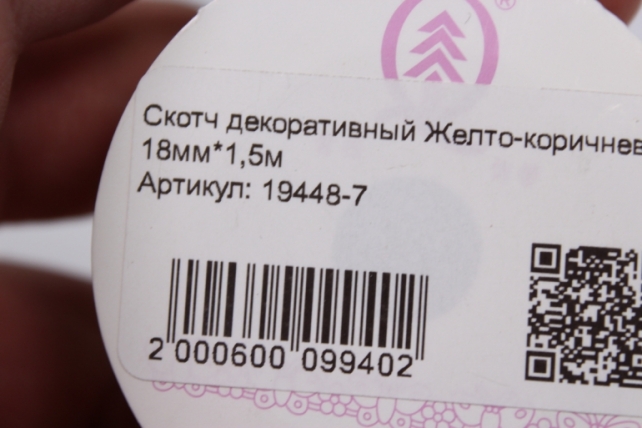 ®
Скотч декоративный Желто-коричнев
18мм*1,5м
Артикул: 19448-7
2 000600 099402